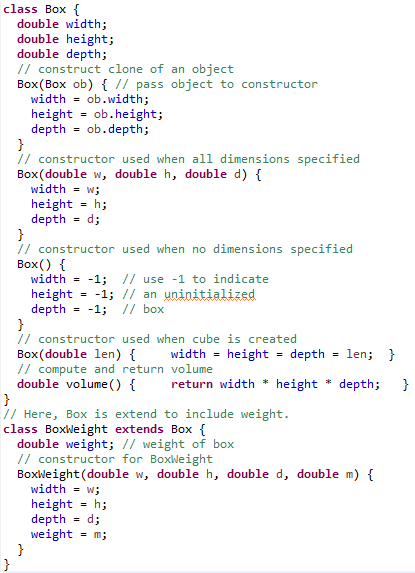 class Box {
  double width;
  double height;
  double depth;
  // construct clone of an object
  Box(Box ob) { // pass object to constructor
    width = ob.width;
    height = ob.height;
    depth = ob.depth;
  }
  // constructor used when all dimensions specified
  Box(double w, double h, double d) {
    width = w;
    height = h;
    depth = d;
  }
  // constructor used when no dimensions specified
  Box() {
    width = -1;  // use -1 to indicate
    height = -1; // an uninitialized
    depth = -1;  // box
  }
  // constructor used when cube is created
  Box(double len) {     width = height = depth = len;  }
  // compute and return volume
  double volume() {     return width * height * depth;   }
}
// Here, Box is extend to include weight.
class BoxWeight extends Box {
  double weight; // weight of box
  // constructor for BoxWeight
  BoxWeight(double w, double h, double d, double m) {
    width = w;
    height = h;
    depth = d;
    weight = m;
  }
}